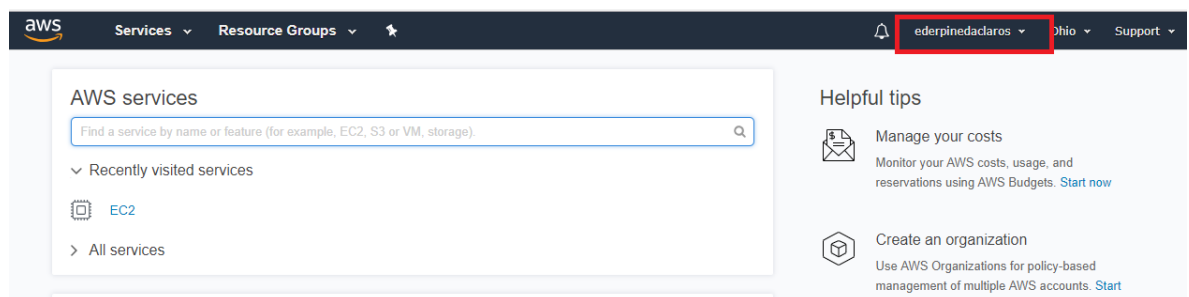 aws Services Resource Groups ederpinedaclaros Ohio Support
AWS services
Find a service by name or feature (for example, EC2, S3 or VM, storage).
Recently visited services
EC2
All services
Helpful tips
Manage your costs
Monitor your AWS costs, usage, and
reservations using AWS Budgets. Start now
Create an organization
Use AWS Organizations for policy-based
management of multiple AWS accounts. Start